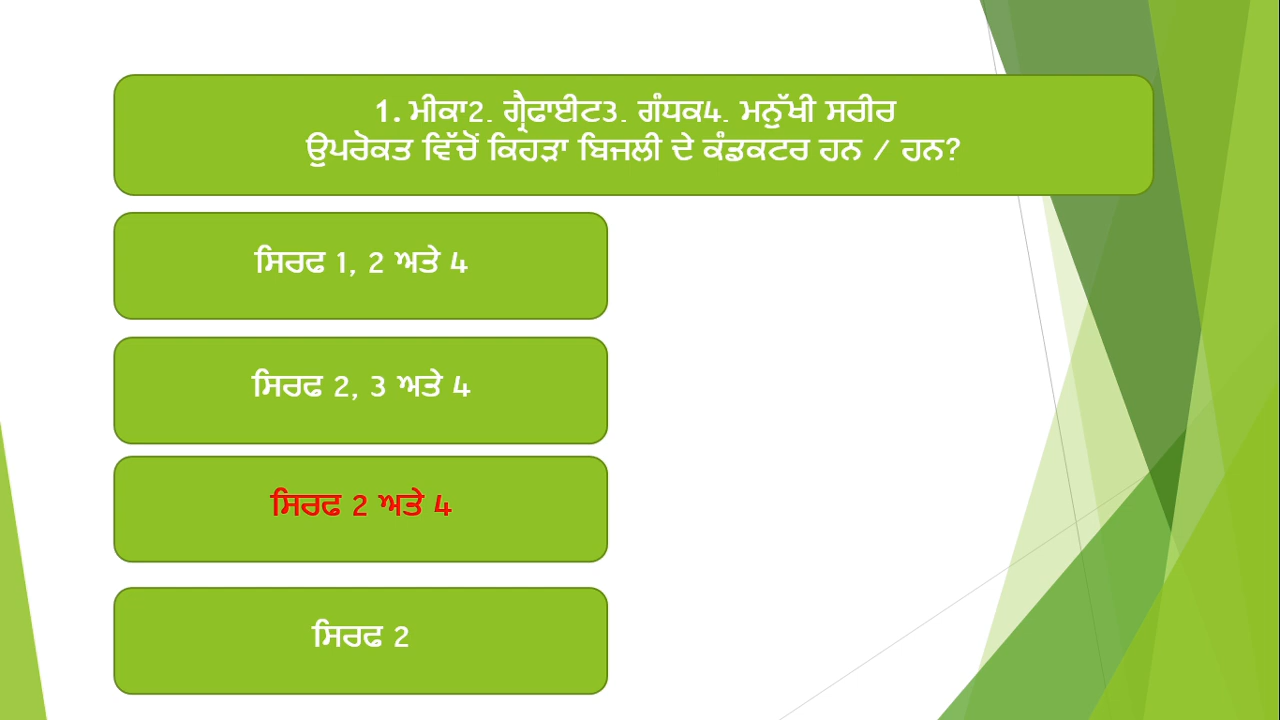 1. ਮੀਕਾ2. ਗ੍ਰੈਫਾਈਟ3. ਗੰਧਕ4. ਮਨੁੱਖੀ ਸਰੀਰ
ਉਪਰੋਕਤ ਵਿੱਚੋਂ ਕਿਹੜਾ ਬਿਜਲੀ ਦੇ ਕੰਡਕਟਰ ਹਨ / ਹਨ?
ਸਿਰਫ 1, 2 ਅਤੇ 4
ਸਿਰਫ 2, 3 ਅਤੇ 4
ਸਿਰਫ 2 ਅਤੇ 4
ਸਿਰਫ 2